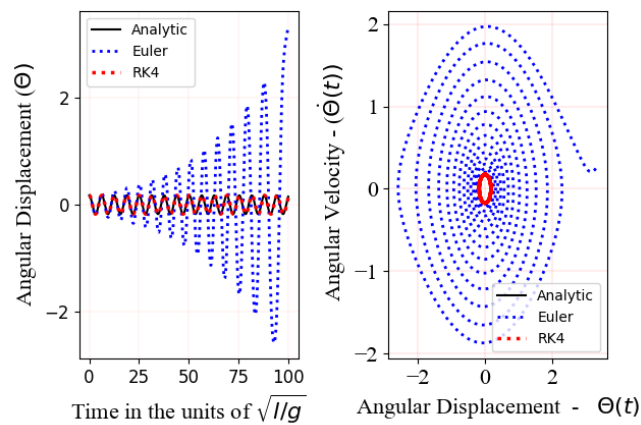 Angular Displacement (Θ)
2
0
−2
0
25
50
75
100
Time in the units of √l/g
Analytic
Euler
RK4
Angular Velocity - (Θ̇(t))
2
1
0
−1
−2
−2
0
2
Angular Displacement - Θ(t)
Analytic
Euler
RK4